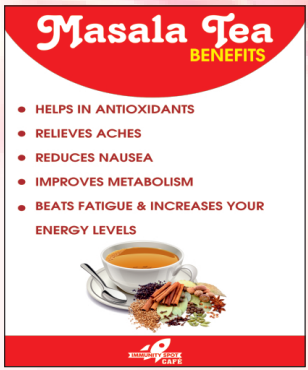 Masala Tea
BENEFITS
HELPS IN ANTIOXIDANTS
RELIEVES ACHES
REDUCES NAUSEA
IMPROVES METABOLISM
BEATS FATIGUE & INCREASES YOUR
ENERGY LEVELS
IMMUNITY SPOT
CAFE